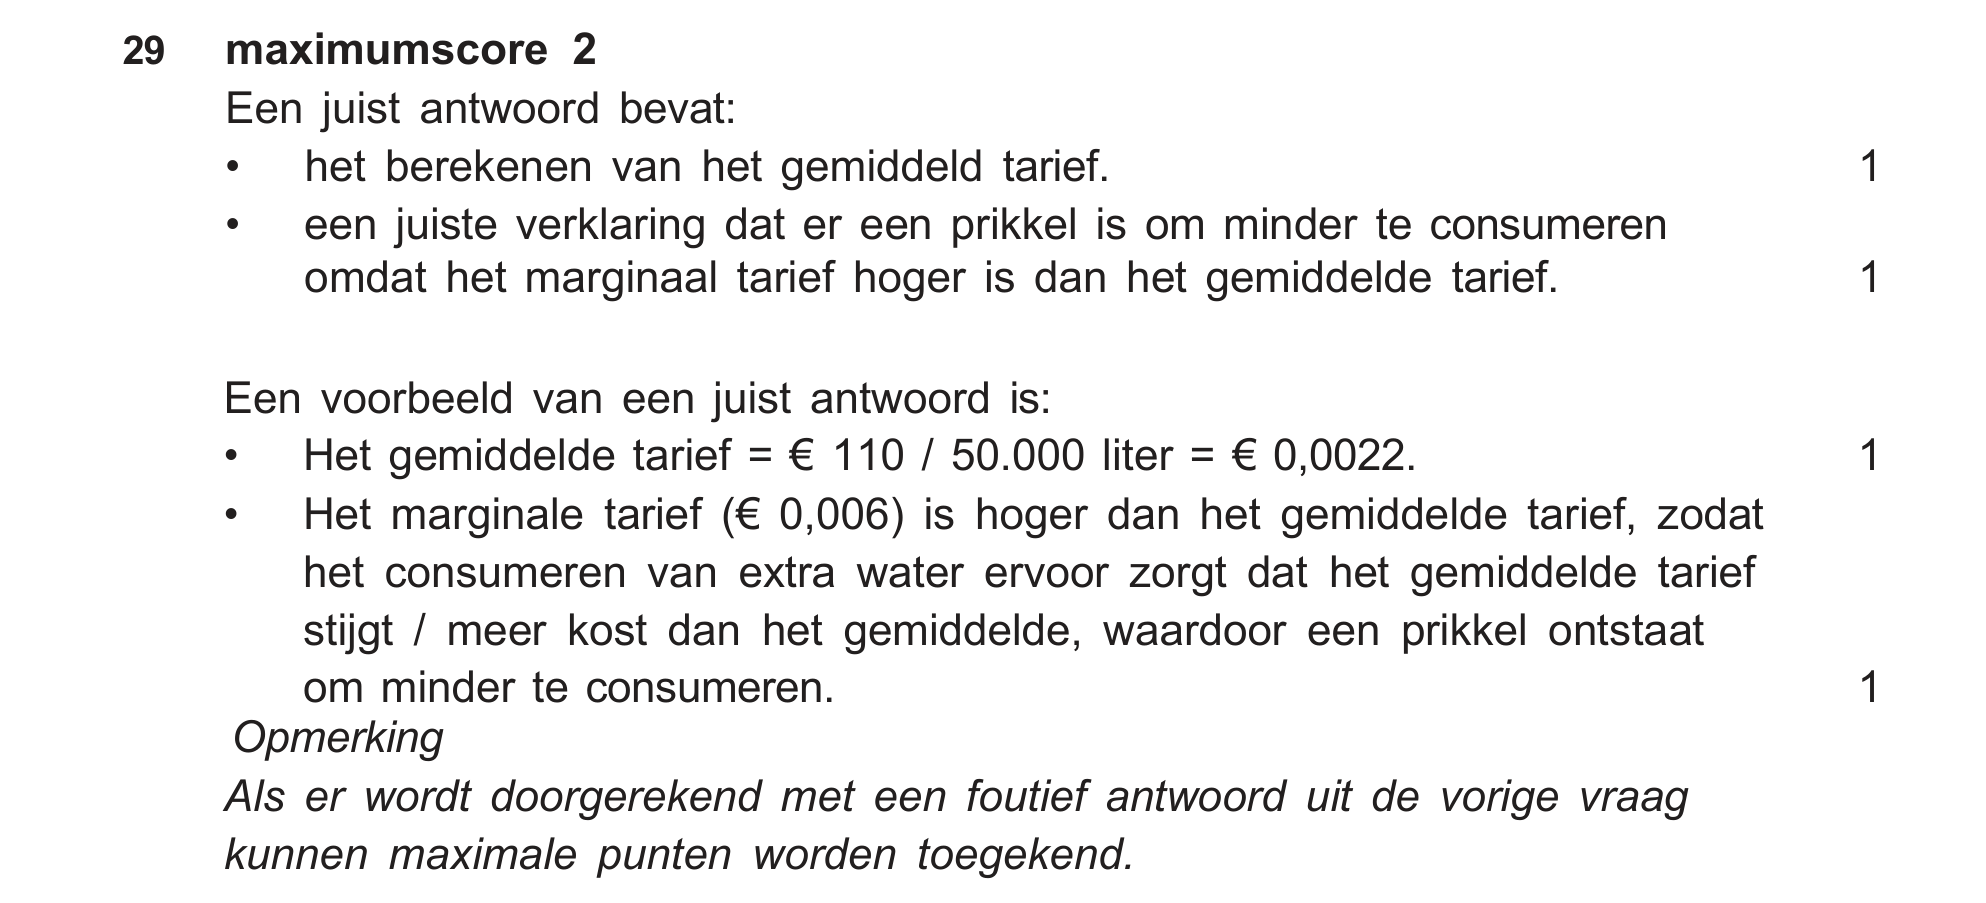 29 maximumscore 2
Een juist antwoord bevat:
• het berekenen van het gemiddeld tarief. 1
• een juiste verklaring dat er een prikkel is om minder te consumeren
omdat het marginaal tarief hoger is dan het gemiddelde tarief. 1
Een voorbeeld van een juist antwoord is:
• Het gemiddelde tarief = € 110 / 50.000 liter = € 0,0022. 1
• Het marginale tarief (€ 0,006) is hoger dan het gemiddelde tarief, zodat
het consumeren van extra water ervoor zorgt dat het gemiddelde tarief
stijgt / meer kost dan het gemiddelde, waardoor een prikkel ontstaat
om minder te consumeren. 1
Opmerking
Als er wordt doorgerekend met een foutief antwoord uit de vorige vraag
kunnen maximale punten worden toegekend.